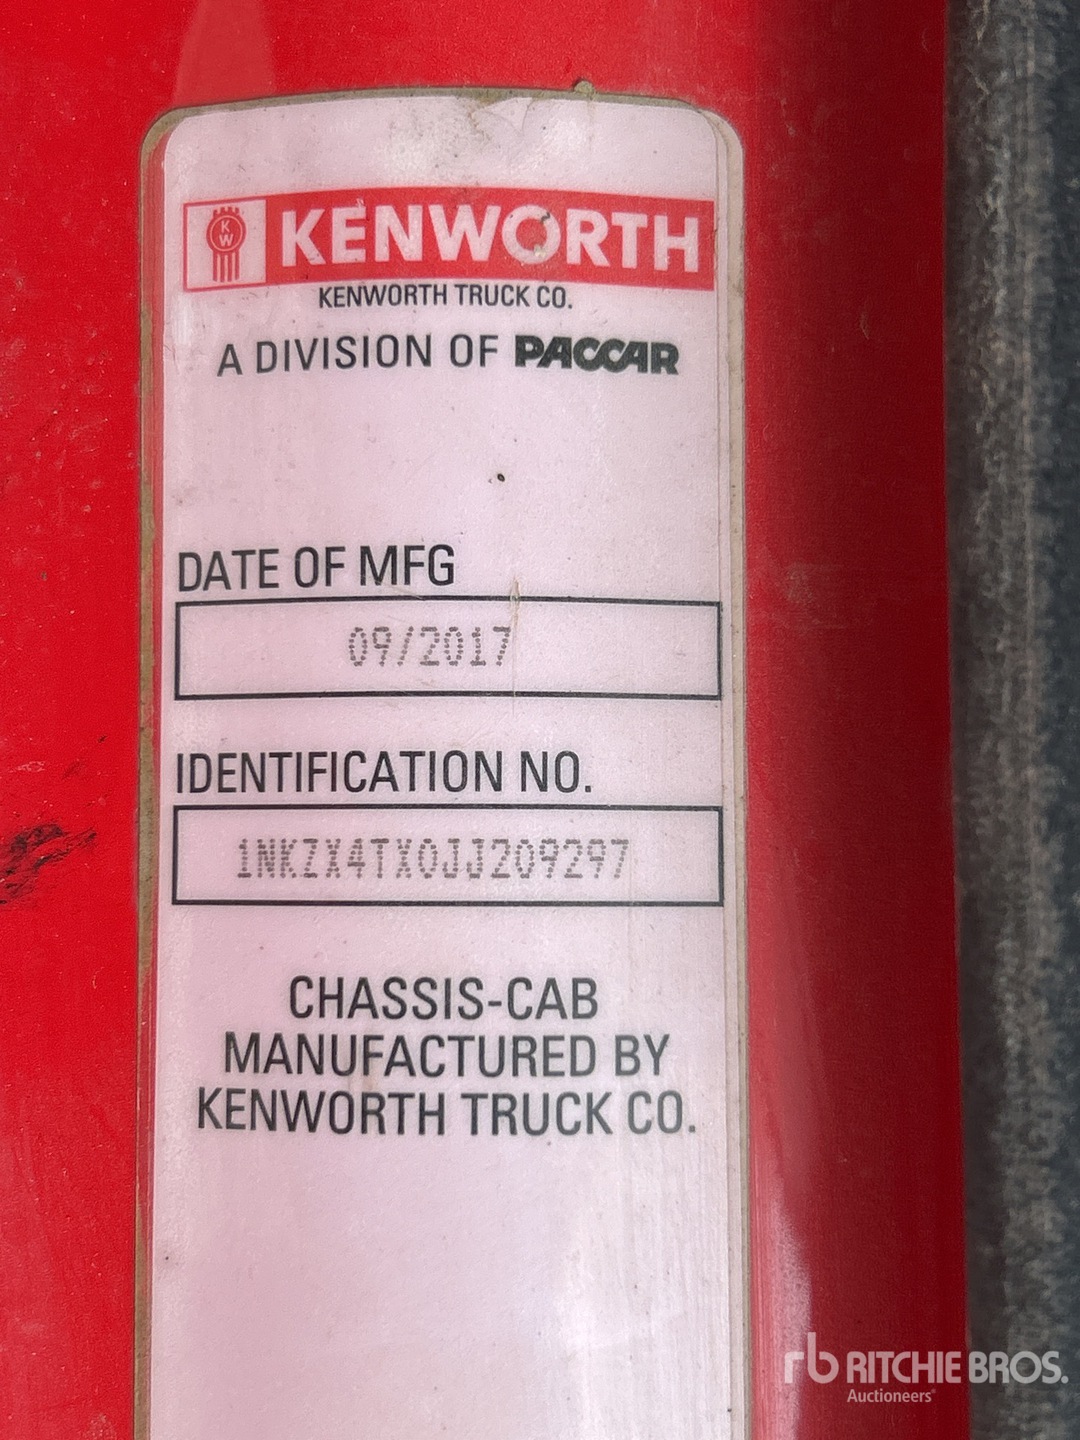 KW
KENWORTH
KENWORTH TRUCK CO.
A DIVISION OF PACCAR
DATE OF MFG
09/2017
IDENTIFICATION NO.
1NKZX4TX0JJ209297
CHASSIS-CAB
MANUFACTURED BY
KENWORTH TRUCK CO.
rb RITCHIE BROS.
Auctioneers®